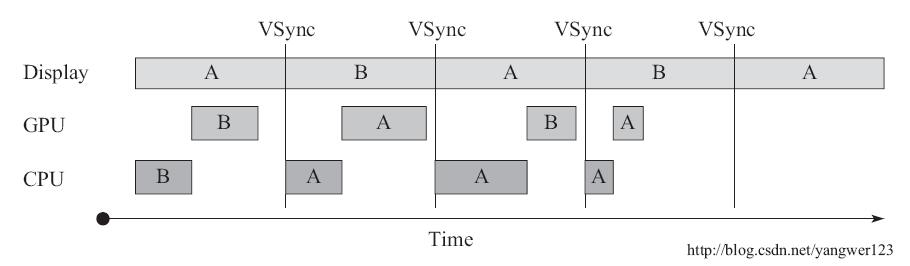 VSync VSync VSync VSync
Display A B A B A
GPU B A B A
CPU B A A A
Time
http://blog.csdn.net/yangwer123